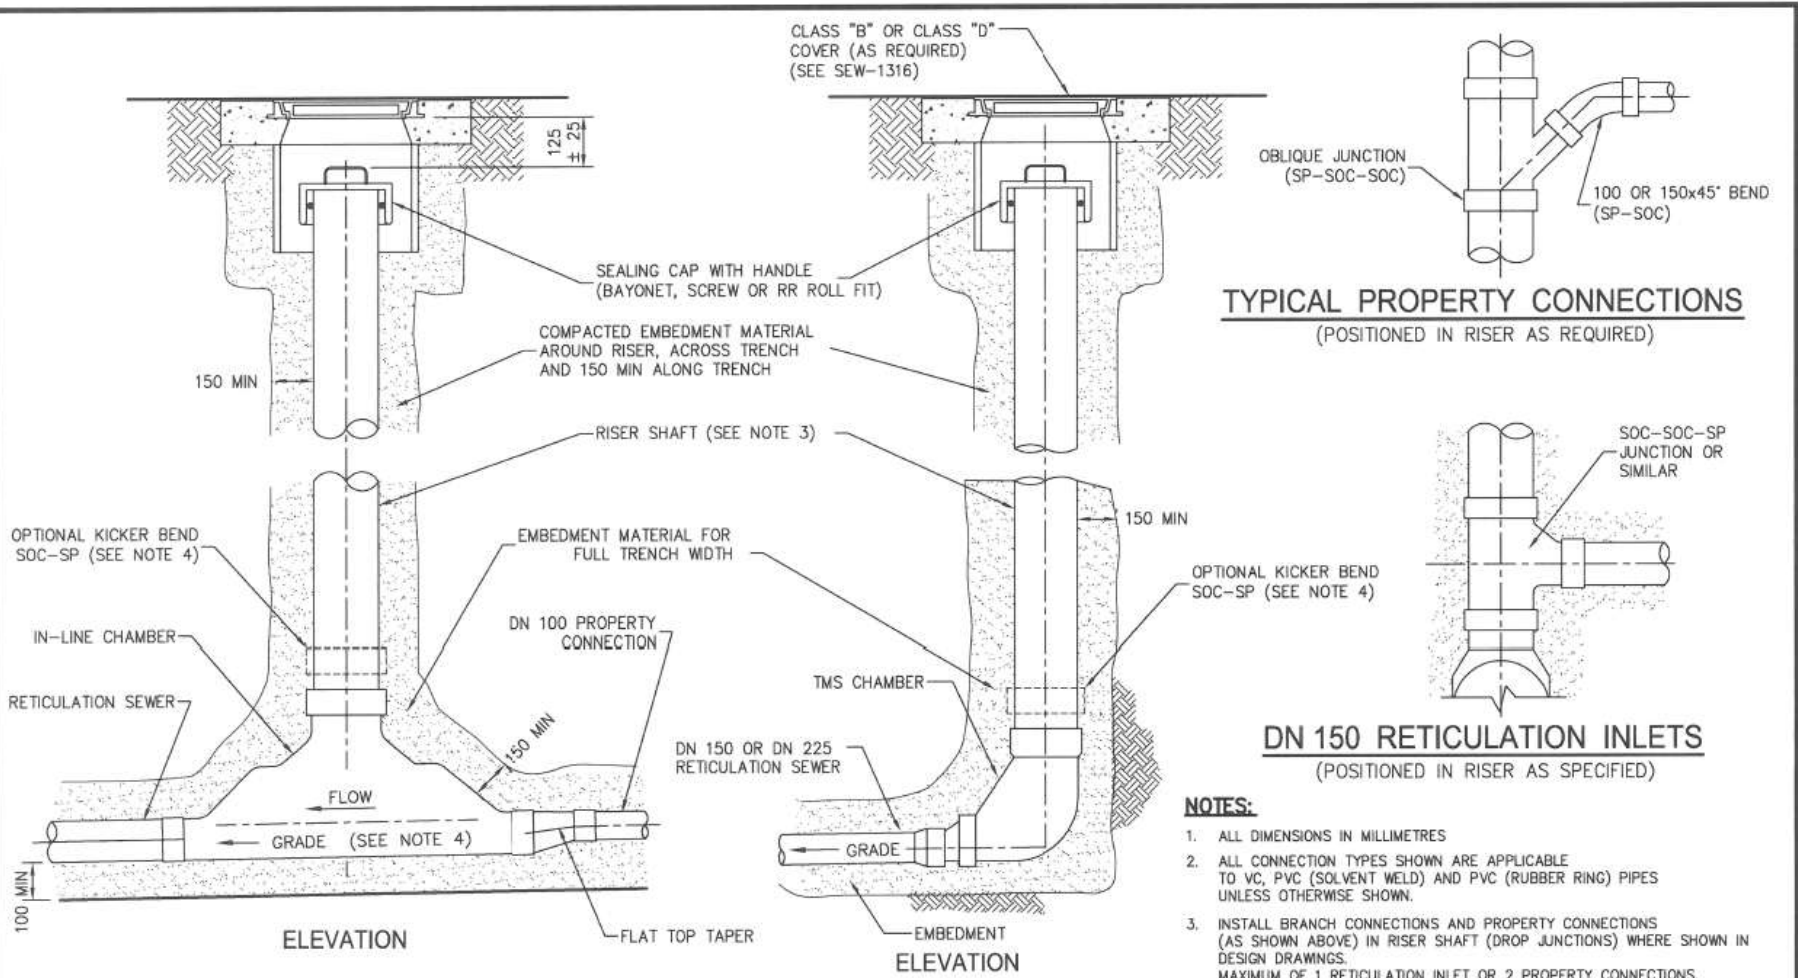 CLASS "B" OR CLASS "D"
COVER (AS REQUIRED)
(SEE SEW-1316)
125
± 25
SEALING CAP WITH HANDLE
(BAYONET, SCREW OR RR ROLL FIT)
COMPACTED EMBEDMENT MATERIAL
AROUND RISER, ACROSS TRENCH
AND 150 MIN ALONG TRENCH
150 MIN
RISER SHAFT (SEE NOTE 3)
OPTIONAL KICKER BEND
SOC-SP (SEE NOTE 4)
EMBEDMENT MATERIAL FOR
FULL TRENCH WIDTH
150 MIN
OPTIONAL KICKER BEND
SOC-SP (SEE NOTE 4)
IN-LINE CHAMBER
DN 100 PROPERTY
CONNECTION
RETICULATION SEWER
TMS CHAMBER
150 MIN
DN 150 OR DN 225
RETICULATION SEWER
FLOW
GRADE (SEE NOTE 4)
GRADE
100 MIN
FLAT TOP TAPER
EMBEDMENT
ELEVATION
ELEVATION
OBLIQUE JUNCTION
(SP-SOC-SOC)
100 OR 150x45° BEND
(SP-SOC)
TYPICAL PROPERTY CONNECTIONS
(POSITIONED IN RISER AS REQUIRED)
SOC-SOC-SP
JUNCTION OR
SIMILAR
DN 150 RETICULATION INLETS
(POSITIONED IN RISER AS SPECIFIED)
NOTES:
1. ALL DIMENSIONS IN MILLIMETRES
2. ALL CONNECTION TYPES SHOWN ARE APPLICABLE
TO VC, PVC (SOLVENT WELD) AND PVC (RUBBER RING) PIPES
UNLESS OTHERWISE SHOWN.
3. INSTALL BRANCH CONNECTIONS AND PROPERTY CONNECTIONS
(AS SHOWN ABOVE) IN RISER SHAFT (DROP JUNCTIONS) WHERE SHOWN IN
DESIGN DRAWINGS.
MAXIMUM OF 1 RETICULATION INLET OR 2 PROPERTY CONNECTIONS